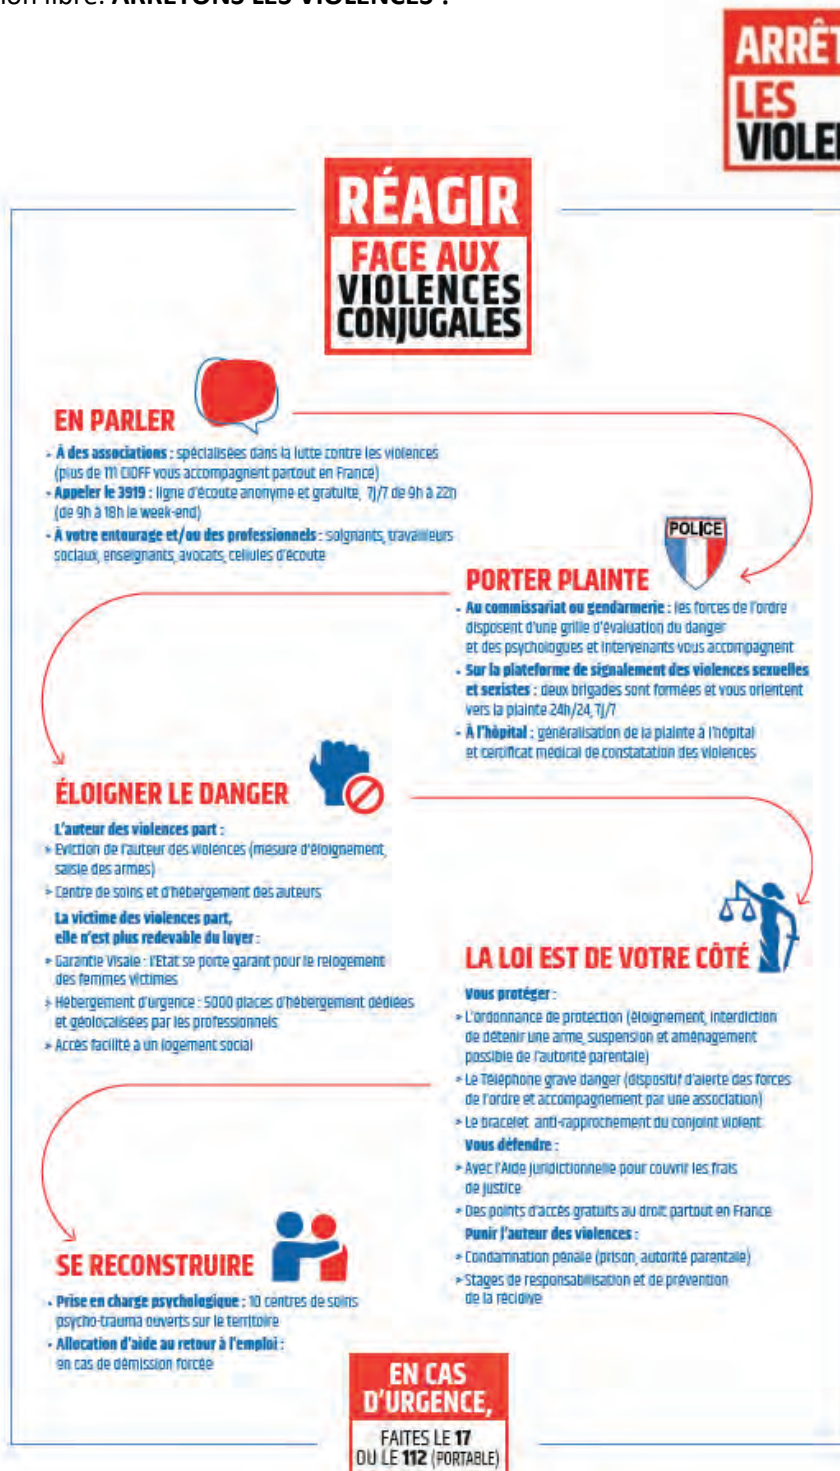 ion libre. ARRÊTONS LES VIOLENCES !
ARRÊT
LES
VIOLEN
RÉAGIR
FACE AUX
VIOLENCES
CONJUGALES
EN PARLER
- À des associations : spécialisées dans la lutte contre les violences
(plus de 111 CIDFF vous accompagnent partout en France)
- Appeler le 3919 : ligne d'écoute anonyme et gratuite, 7j/7 de 9h à 22h
(de 9h à 18h le week-end)
- À votre entourage et/ou des professionnels : soignants, travailleurs
sociaux, enseignants, avocats, cellules d'écoute
POLICE
PORTER PLAINTE
- Au commissariat ou gendarmerie : les forces de l'ordre
disposent d'une grille d'évaluation du danger
et des psychologues et intervenants vous accompagnent
- Sur la plateforme de signalement des violences sexuelles
et sexistes : deux brigades sont formées et vous orientent
vers la plainte 24h/24, 7j/7
- À l'hôpital : généralisation de la plainte à l'hôpital
et certificat médical de constatation des violences
ÉLOIGNER LE DANGER
L'auteur des violences part :
> Eviction de l'auteur des violences (mesure d'éloignement,
saisie des armes)
> Centre de soins et d'hébergement des auteurs
La victime des violences part,
elle n'est plus redevable du loyer :
> Garantie Visale : l'Etat se porte garant pour le relogement
des femmes victimes
> Hébergement d'urgence : 5000 places d'hébergement dédiées
et géolocalisées par les professionnels
> Accès facilité à un logement social
LA LOI EST DE VOTRE CÔTÉ
Vous protéger :
> L'ordonnance de protection (éloignement, interdiction
de détenir une arme, suspension et aménagement
possible de l'autorité parentale)
> Le Téléphone grave danger (dispositif d'alerte des forces
de l'ordre et accompagnement par une association)
> Le bracelet anti-rapprochement du conjoint violent
Vous défendre :
> Avec l'Aide juridictionnelle pour couvrir les frais
de justice
> Des points d'accès gratuits au droit partout en France
Punir l'auteur des violences :
> Condamnation pénale (prison, autorité parentale)
> Stages de responsabilisation et de prévention
de la récidive
SE RECONSTRUIRE
- Prise en charge psychologique : 10 centres de soins
psycho-trauma ouverts sur le territoire
- Allocation d'aide au retour à l'emploi :
en cas de démission forcée
EN CAS
D'URGENCE,
FAITES LE 17
OU LE 112 (PORTABLE)